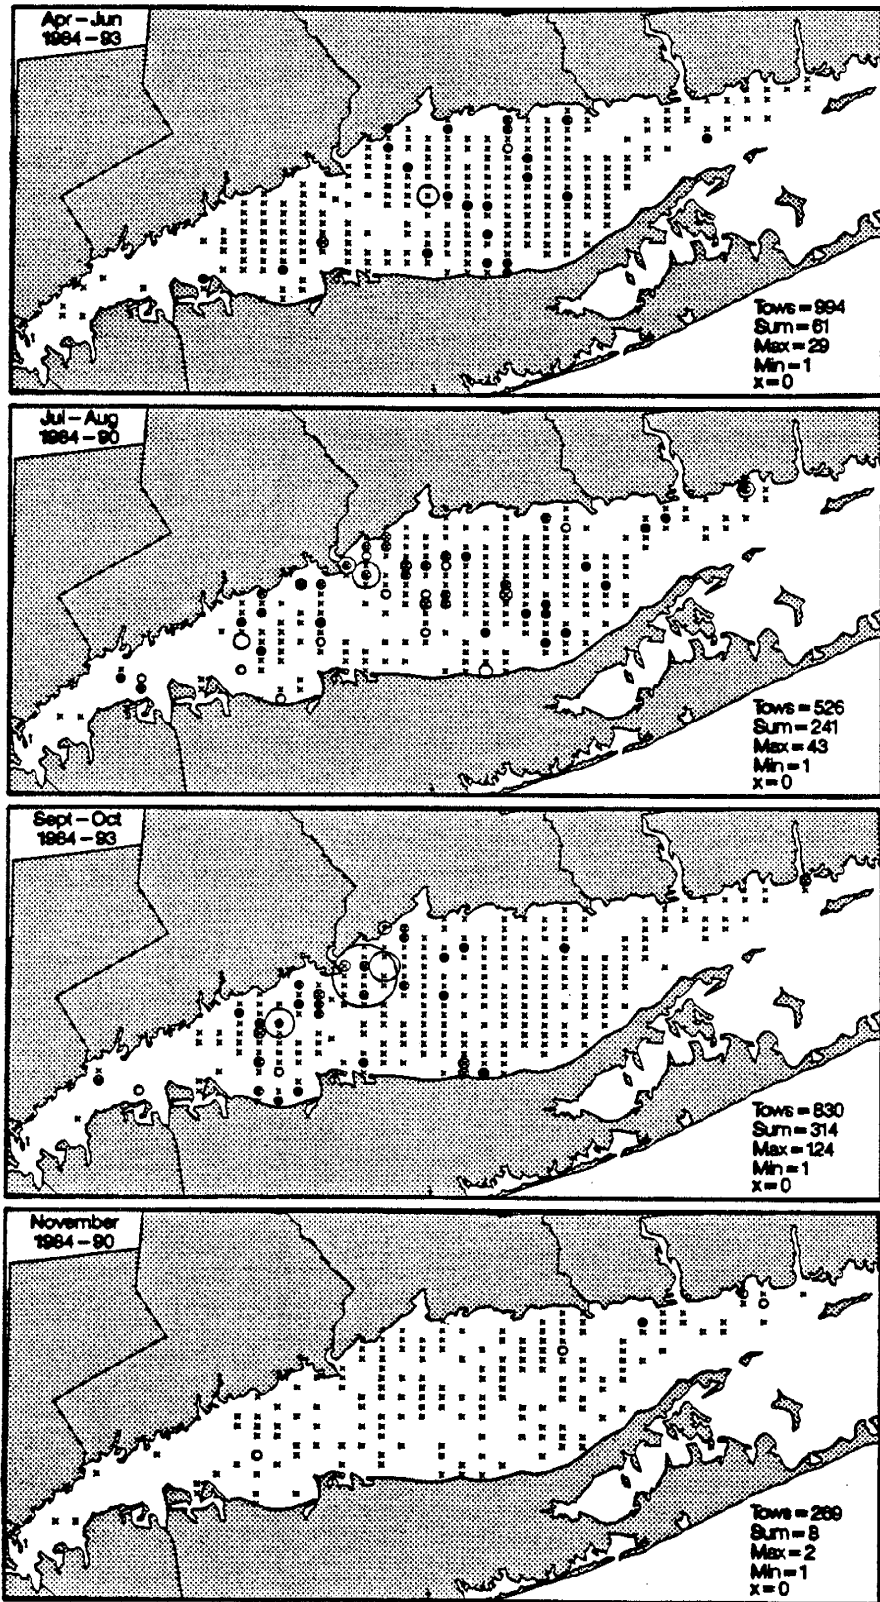 Apr - Jun
1984 - 93
Tows = 994
Sum = 61
Max = 29
Min = 1
x = 0
Jul - Aug
1984 - 90
Tows = 526
Sum = 241
Max = 43
Min = 1
x = 0
Sept - Oct
1984 - 93
Tows = 830
Sum = 314
Max = 124
Min = 1
x = 0
November
1984 - 90
Tows = 269
Sum = 8
Max = 2
Min = 1
x = 0